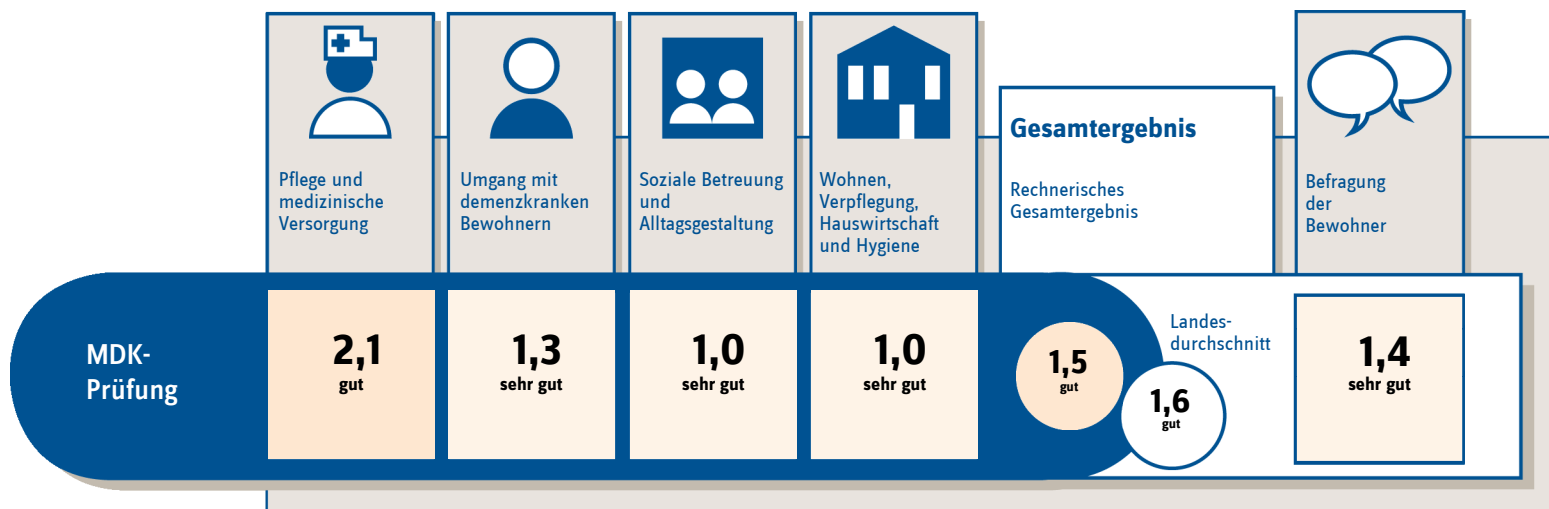 Pflege und
medizinische
Versorgung
Umgang mit
demenzkranken
Bewohnern
Soziale Betreuung
und
Alltagsgestaltung
Wohnen,
Verpflegung,
Hauswirtschaft
und Hygiene
Gesamtergebnis
Rechnerisches
Gesamtergebnis
Befragung
der
Bewohner
MDK-
Prüfung
2,1
gut
1,3
sehr gut
1,0
sehr gut
1,0
sehr gut
1,5
gut
Landes-
durchschnitt
1,6
gut
1,4
sehr gut